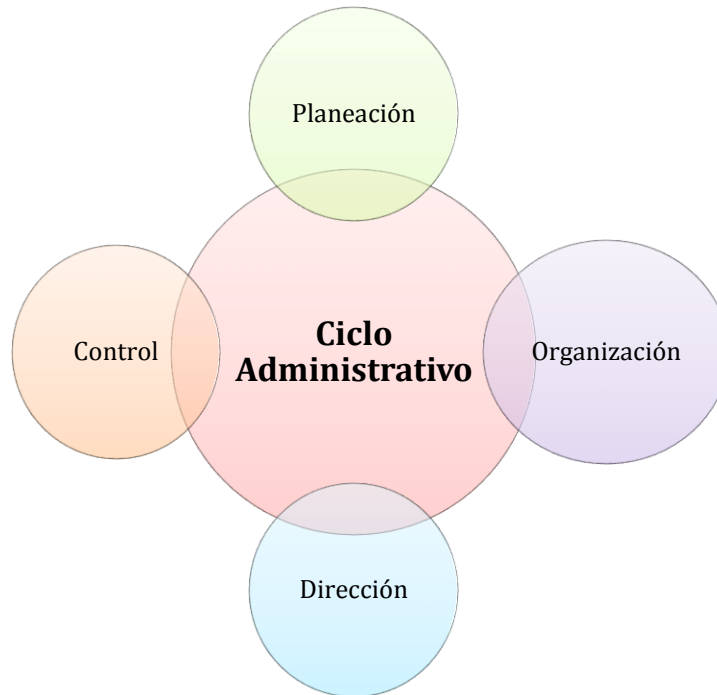 Planeación
Control
Ciclo
Administrativo
Organización
Dirección